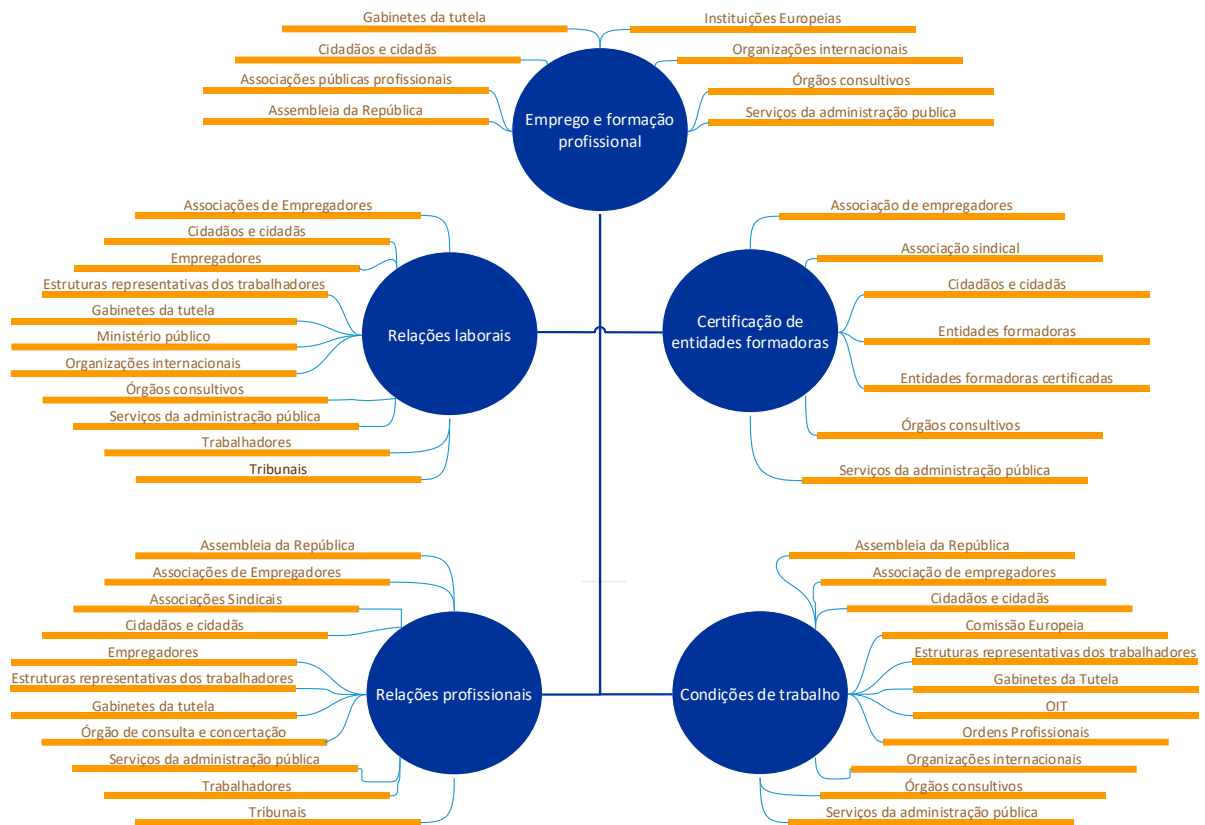 Gabinetes da tutela
Cidadãos e cidadãs
Associações públicas profissionais
Assembleia da República
Instituições Europeias
Organizações internacionais
Órgãos consultivos
Serviços da administração publica
Emprego e formação
profissional
Associações de Empregadores
Cidadãos e cidadãs
Empregadores
Estruturas representativas dos trabalhadores
Gabinetes da tutela
Ministério público
Organizações internacionais
Órgãos consultivos
Serviços da administração pública
Trabalhadores
Tribunais
Relações laborais
Associação de empregadores
Associação sindical
Cidadãos e cidadãs
Entidades formadoras
Entidades formadoras certificadas
Órgãos consultivos
Serviços da administração pública
Certificação de
entidades formadoras
Assembleia da República
Associações de Empregadores
Associações Sindicais
Cidadãos e cidadãs
Empregadores
Estruturas representativas dos trabalhadores
Gabinetes da tutela
Órgão de consulta e concertação
Serviços da administração pública
Trabalhadores
Tribunais
Relações profissionais
Assembleia da República
Associação de empregadores
Cidadãos e cidadãs
Comissão Europeia
Estruturas representativas dos trabalhadores
Gabinetes da Tutela
OIT
Ordens Profissionais
Organizações internacionais
Órgãos consultivos
Serviços da administração pública
Condições de trabalho